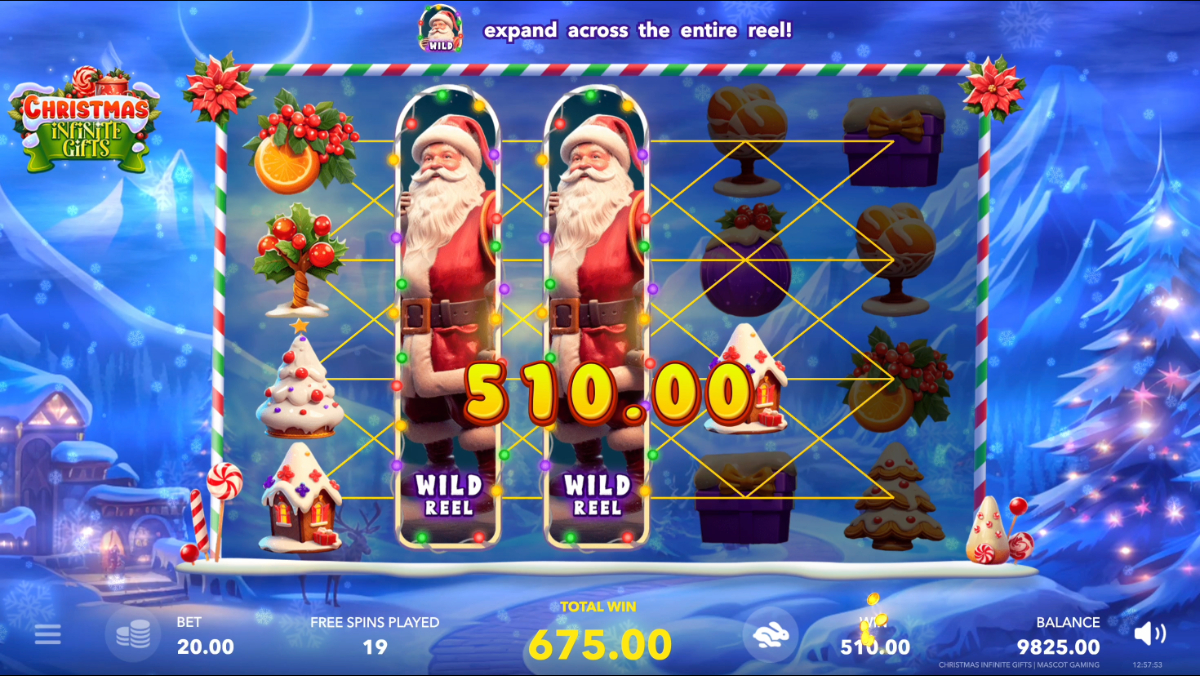 WILD
expand across the entire reel!
CHRISTMAS
INFINITE
GIFTS
510.00
WILD
REEL
WILD
REEL
BET
20.00
FREE SPINS PLAYED
19
TOTAL WIN
675.00
WIN
510.00
BALANCE
9825.00
CHRISTMAS INFINITE GIFTS | MASCOT GAMING
12:57:53